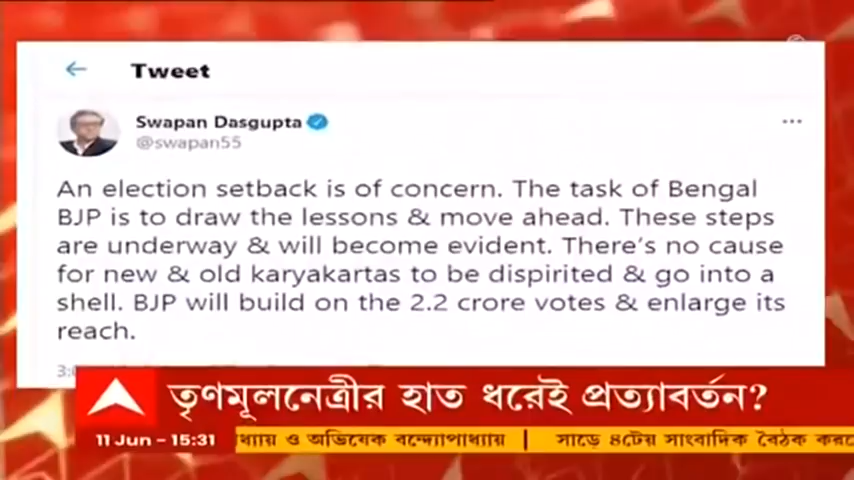 Tweet
Swapan Dasgupta
@swapan55
An election setback is of concern. The task of Bengal
BJP is to draw the lessons & move ahead. These steps
are underway & will become evident. There's no cause
for new & old karyakartas to be dispirited & go into a
shell. BJP will build on the 2.2 crore votes & enlarge its
reach.
তৃণমূলনেত্রীর হাত ধরেই প্রত্যাবর্তন?
11 Jun - 15:31
ও অভিষেক বন্দ্যোপাধ্যায় | সাড়ে ৪টেয় সাংবাদিক বৈঠক